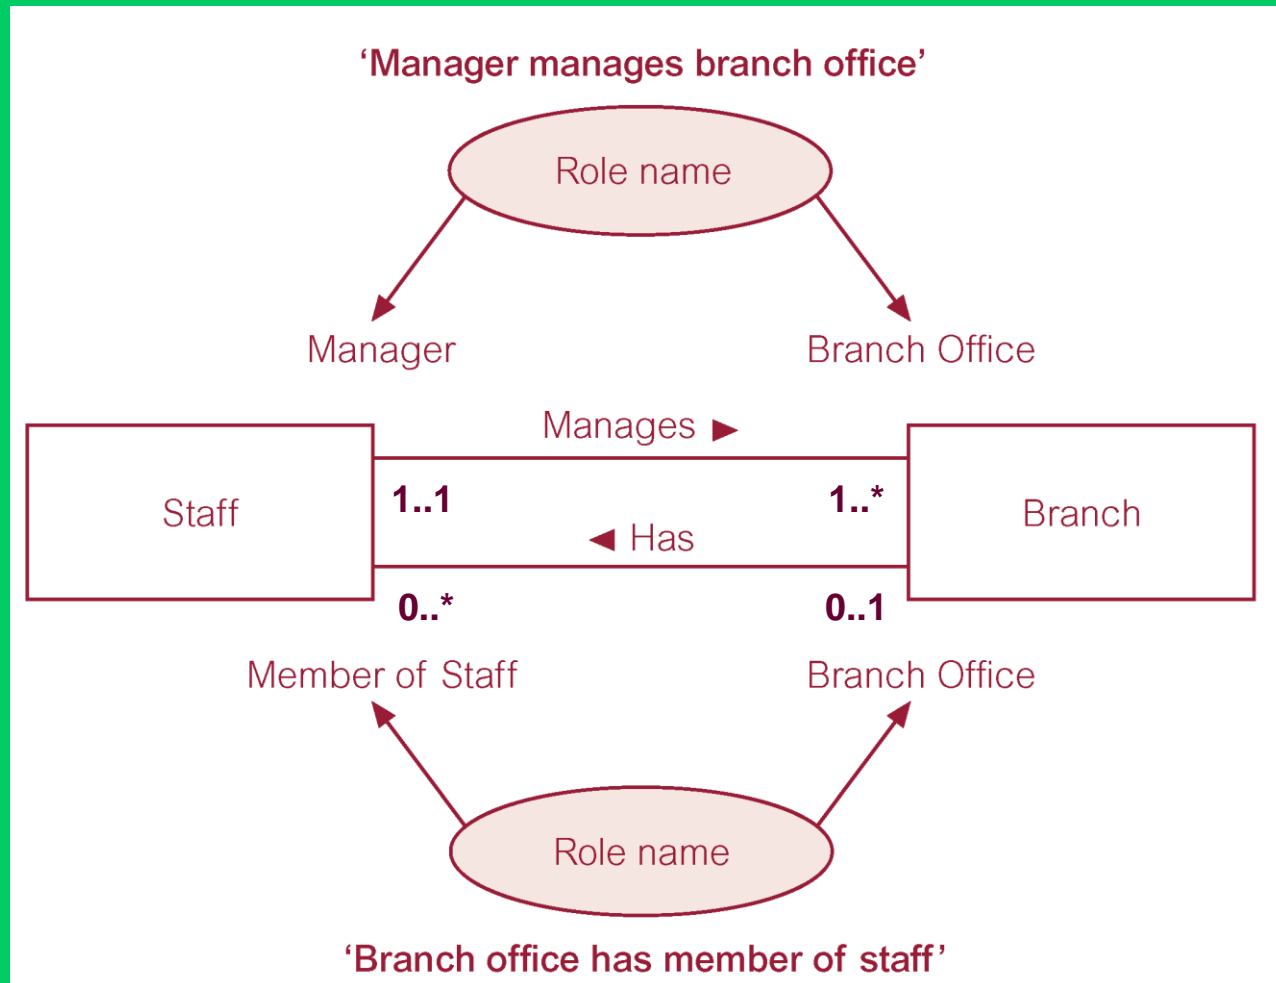 ‘Manager manages branch office’
Role name
Manager
Branch Office
Manages ►
Staff
1..1
1..*
Branch
◄ Has
0..*
0..1
Member of Staff
Branch Office
Role name
‘Branch office has member of staff’